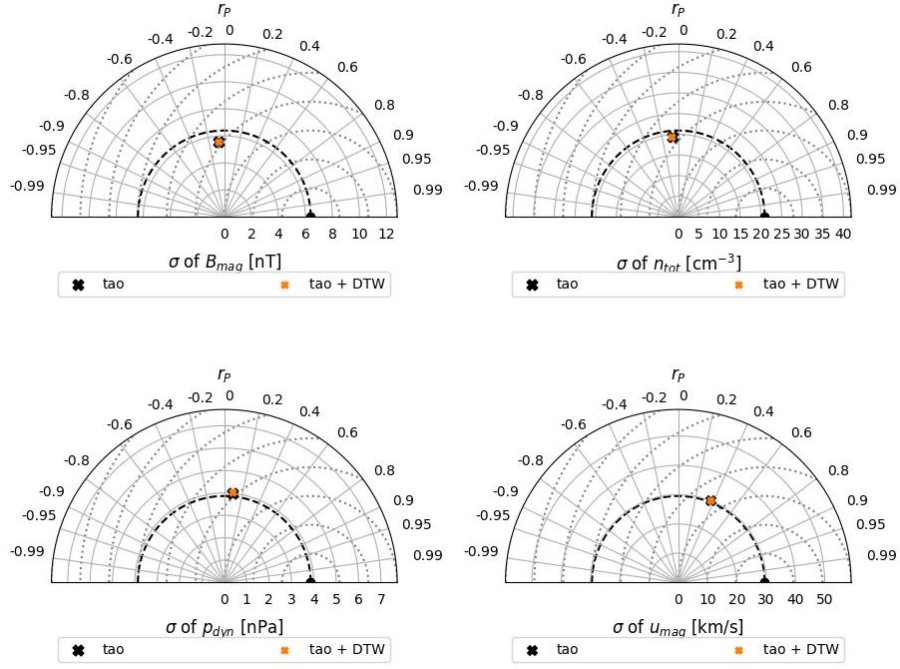 r_P
-0.99 -0.95 -0.9 -0.8 -0.6 -0.4 -0.2 0 0.2 0.4 0.6 0.8 0.9 0.95 0.99
0 2 4 6 8 10 12
σ of B_mag [nT]
tao tao + DTW
r_P
-0.99 -0.95 -0.9 -0.8 -0.6 -0.4 -0.2 0 0.2 0.4 0.6 0.8 0.9 0.95 0.99
0 5 10 15 20 25 30 35 40
σ of n_tot [cm⁻³]
tao tao + DTW
r_P
-0.99 -0.95 -0.9 -0.8 -0.6 -0.4 -0.2 0 0.2 0.4 0.6 0.8 0.9 0.95 0.99
0 1 2 3 4 5 6 7
σ of p_dyn [nPa]
tao tao + DTW
r_P
-0.99 -0.95 -0.9 -0.8 -0.6 -0.4 -0.2 0 0.2 0.4 0.6 0.8 0.9 0.95 0.99
0 10 20 30 40 50
σ of u_mag [km/s]
tao tao + DTW